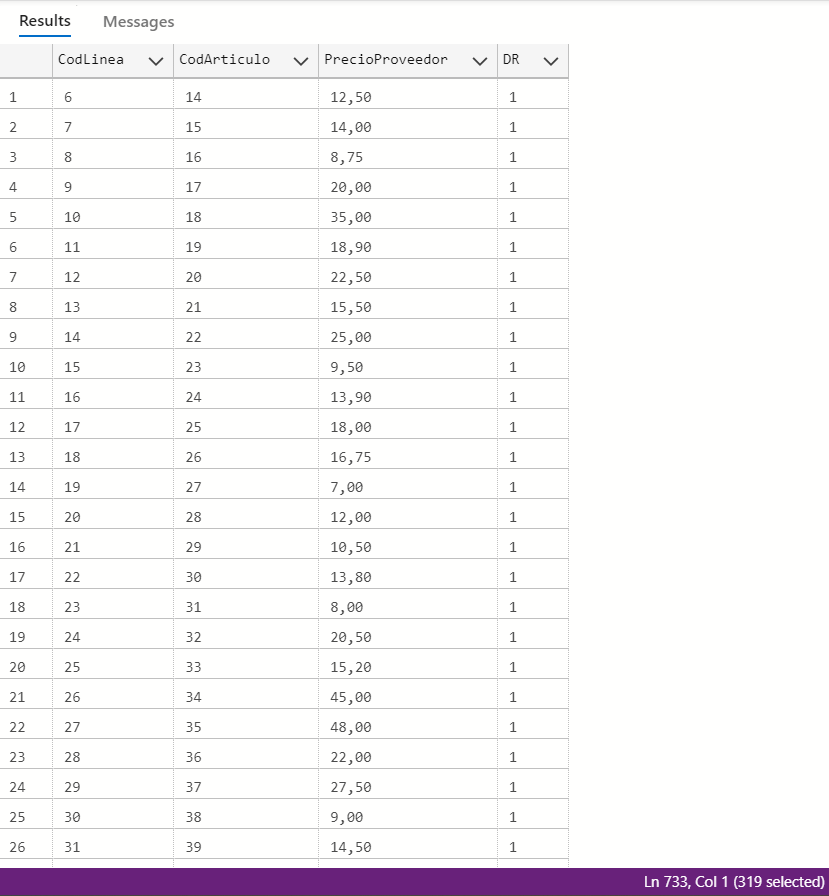 Results Messages
CodLinea CodArticulo PrecioProveedor DR
1 6 14 12,50 1
2 7 15 14,00 1
3 8 16 8,75 1
4 9 17 20,00 1
5 10 18 35,00 1
6 11 19 18,90 1
7 12 20 22,50 1
8 13 21 15,50 1
9 14 22 25,00 1
10 15 23 9,50 1
11 16 24 13,90 1
12 17 25 18,00 1
13 18 26 16,75 1
14 19 27 7,00 1
15 20 28 12,00 1
16 21 29 10,50 1
17 22 30 13,80 1
18 23 31 8,00 1
19 24 32 20,50 1
20 25 33 15,20 1
21 26 34 45,00 1
22 27 35 48,00 1
23 28 36 22,00 1
24 29 37 27,50 1
25 30 38 9,00 1
26 31 39 14,50 1
Ln 733, Col 1 (319 selected)